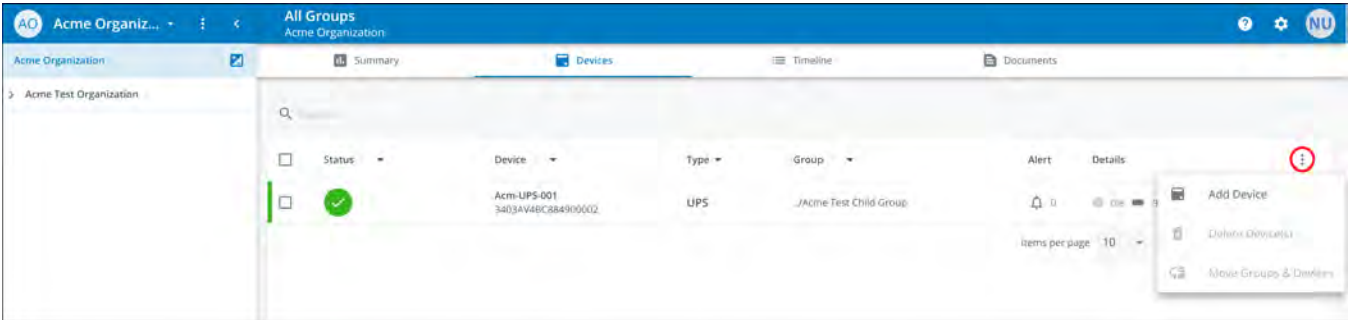 AO Acme Organiz...
All Groups
Acme Organization
NU
Acme Organization
Summary
Devices
Timeline
Documents
Acme Test Organization
Status
Device
Type
Group
Alert
Details
Acm-UPS-001
3403AV46C884900002
UPS
../Acme Test Child Group
0
Items per page 10
Add Device
Delete Device(s)
Move Groups & Devices